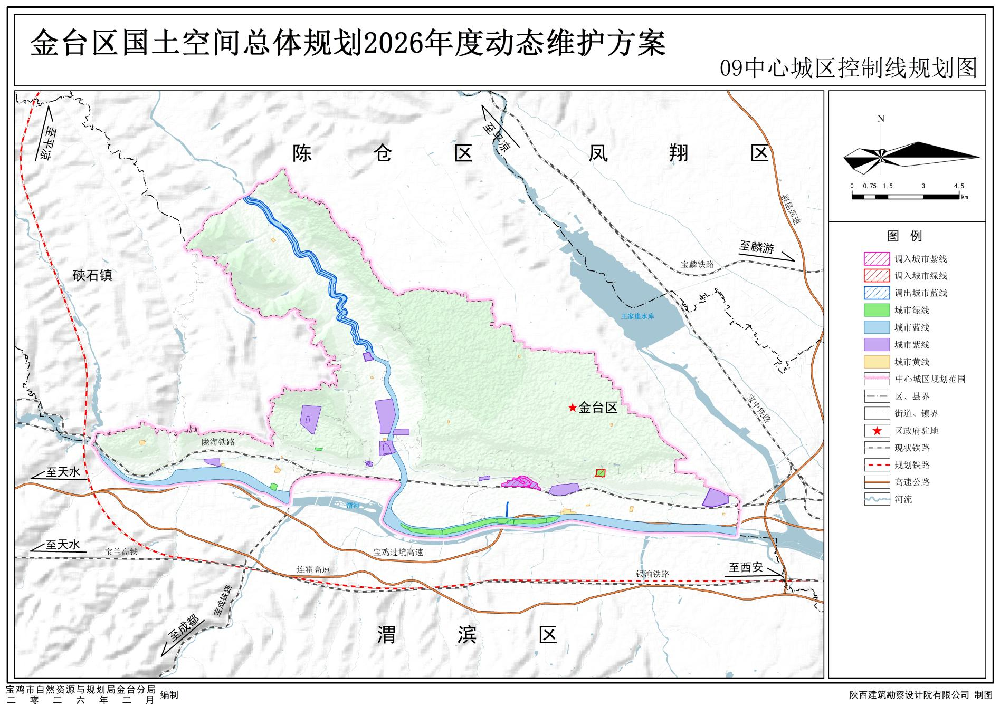 金台区国土空间总体规划2026年度动态维护方案
09中心城区控制线规划图
至平凉
至平凉
陈仓区
凤翔区
银昆高速
至麟游
宝麟铁路
硖石镇
王家崖水库
宝中铁路
金台区
陇海铁路
至天水
渭河
至天水
宝兰高铁
宝鸡过境高速
连霍高速
银渝铁路
至西安
宝成铁路
至成都
渭滨区
N
0 0.75 1.5 3 4.5
km
图例
调入城市紫线
调入城市绿线
调出城市蓝线
城市绿线
城市蓝线
城市紫线
城市黄线
中心城区规划范围
区、县界
街道、镇界
区政府驻地
现状铁路
规划铁路
高速公路
河流
宝鸡市自然资源与规划局金台分局 编制
二零二六年二月
陕西建筑勘察设计院有限公司 制图